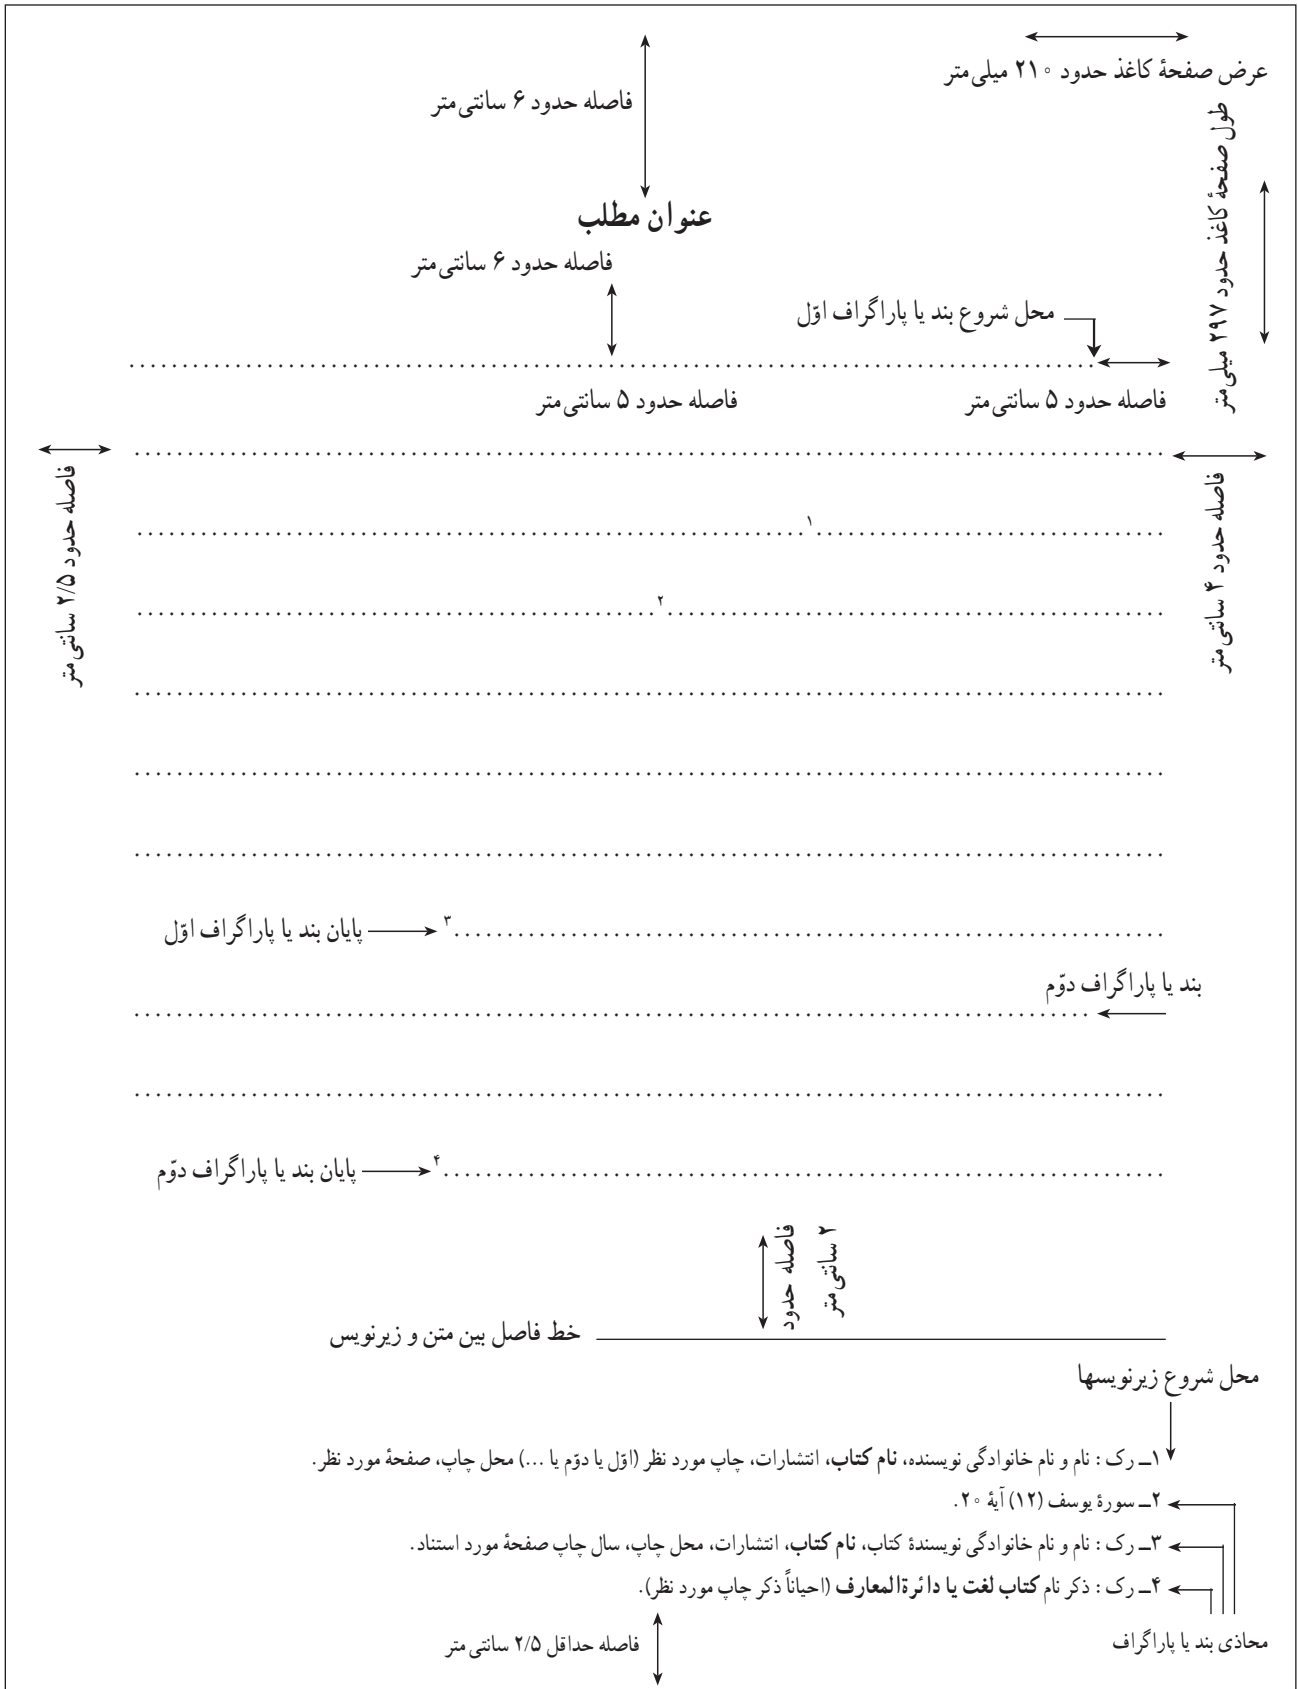 عرض صفحهٔ کاغذ حدود ۲۱۰ میلی‌متر
فاصله حدود ۶ سانتی‌متر
طول صفحهٔ کاغذ حدود ۲۹۷ میلی‌متر
عنوان مطلب
فاصله حدود ۶ سانتی‌متر
محل شروع بند یا پاراگراف اوّل
فاصله حدود ۵ سانتی‌متر
فاصله حدود ۵ سانتی‌متر
فاصله حدود ۴ سانتی‌متر
فاصله حدود ۲/۵ سانتی‌متر
۱
۲
۳ پایان بند یا پاراگراف اوّل
بند یا پاراگراف دوّم
۴ پایان بند یا پاراگراف دوّم
فاصله حدود
۲ سانتی‌متر
خط فاصل بین متن و زیرنویس
محل شروع زیرنویسها
۱ــ رک : نام و نام خانوادگی نویسنده، نام کتاب، انتشارات، چاپ مورد نظر (اوّل یا دوّم یا ...) محل چاپ، صفحهٔ مورد نظر.
۲ــ سورهٔ یوسف (۱۲) آیهٔ ۲۰.
۳ــ رک : نام و نام خانوادگی نویسندهٔ کتاب، نام کتاب، انتشارات، محل چاپ، سال چاپ صفحهٔ مورد استناد.
۴ــ رک : ذکر نام کتاب لغت یا دائرةالمعارف (احیاناً ذکر چاپ مورد نظر).
محاذی بند یا پاراگراف
فاصله حداقل ۲/۵ سانتی‌متر